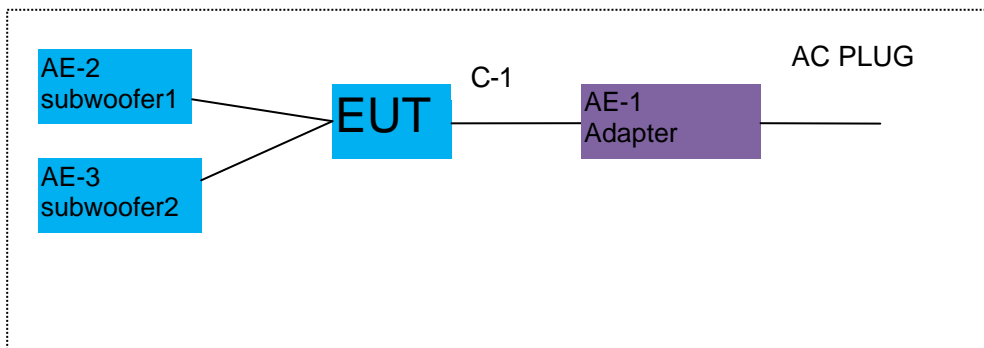 AE-2
subwoofer1
EUT
C-1
AE-1
Adapter
AC PLUG
AE-3
subwoofer2